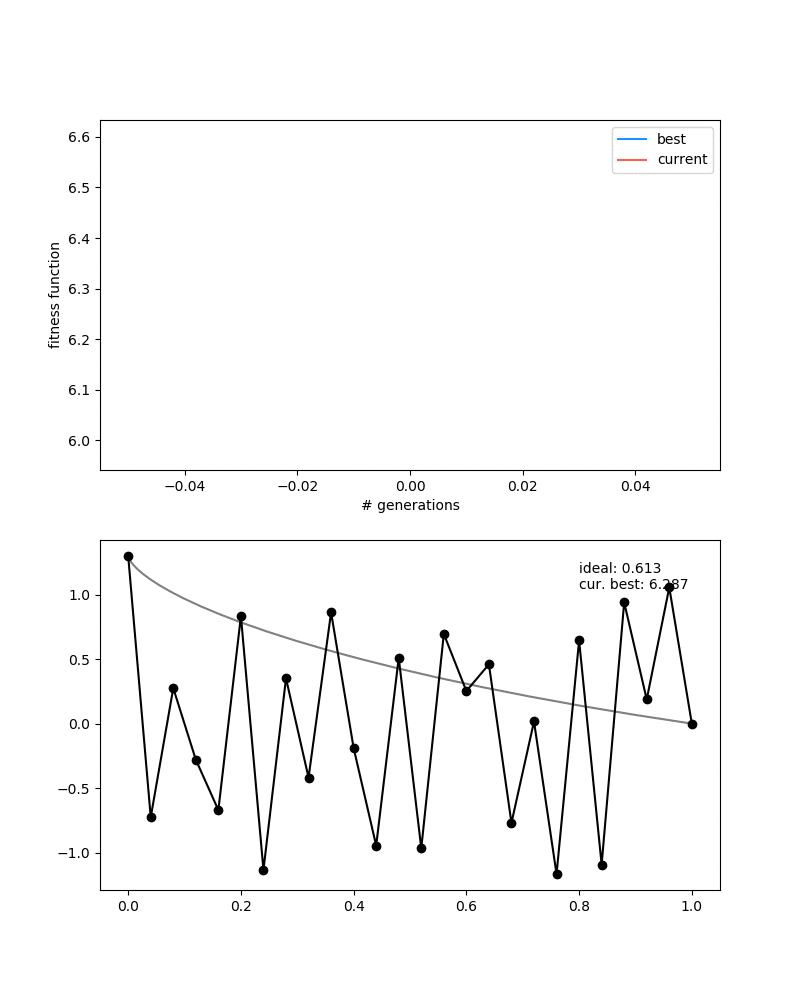 6.6
6.5
6.4
6.3
6.2
6.1
6.0
fitness function
best
current
−0.04 −0.02 0.00 0.02 0.04
# generations
ideal: 0.613
cur. best: 6.287
1.0
0.5
0.0
−0.5
−1.0
0.0 0.2 0.4 0.6 0.8 1.0